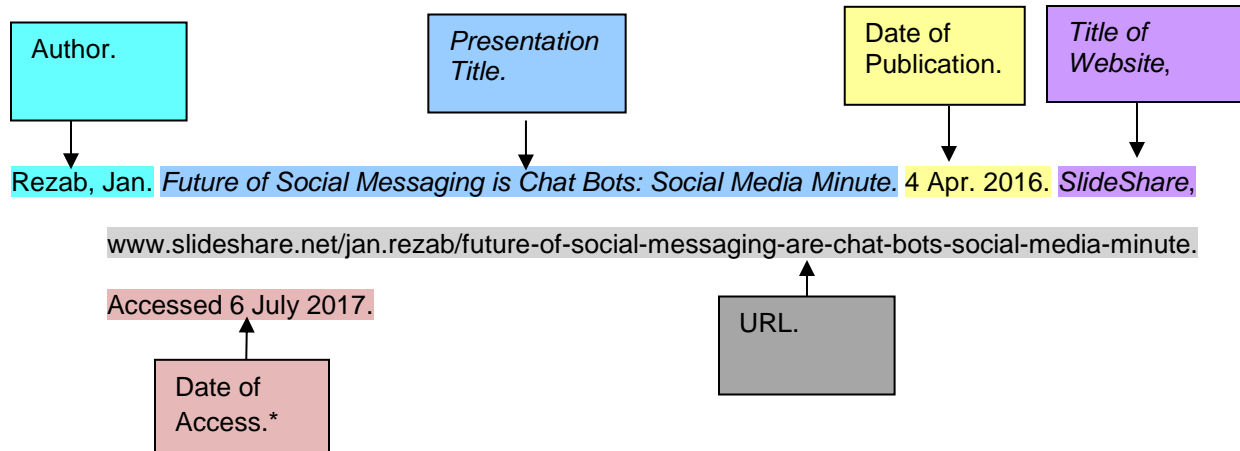 Author.
Presentation
Title.
Date of
Publication.
Title of
Website,
Rezab, Jan. Future of Social Messaging is Chat Bots: Social Media Minute. 4 Apr. 2016. SlideShare,
www.slideshare.net/jan.rezab/future-of-social-messaging-are-chat-bots-social-media-minute.
Accessed 6 July 2017.
URL.
Date of
Access.*